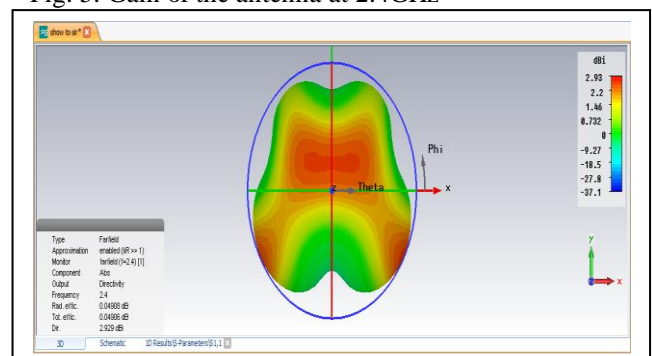 Fig. 3. Gain of the antenna at 2.4GHz
show to sir*
dBi
2.93
2.2
1.46
0.732
0
-9.27
-18.5
-27.8
-37.1
Phi
z Theta x
y
x
Type Farfield
Approximation enabled (kR >> 1)
Monitor farfield (f=2.4) [1]
Component Abs
Output Directivity
Frequency 2.4
Rad. effic. 0.04908 dB
Tot. effic. 0.04906 dB
Dir. 2.929 dBi
3D Schematic 1D Results\S-Parameters\S1,1